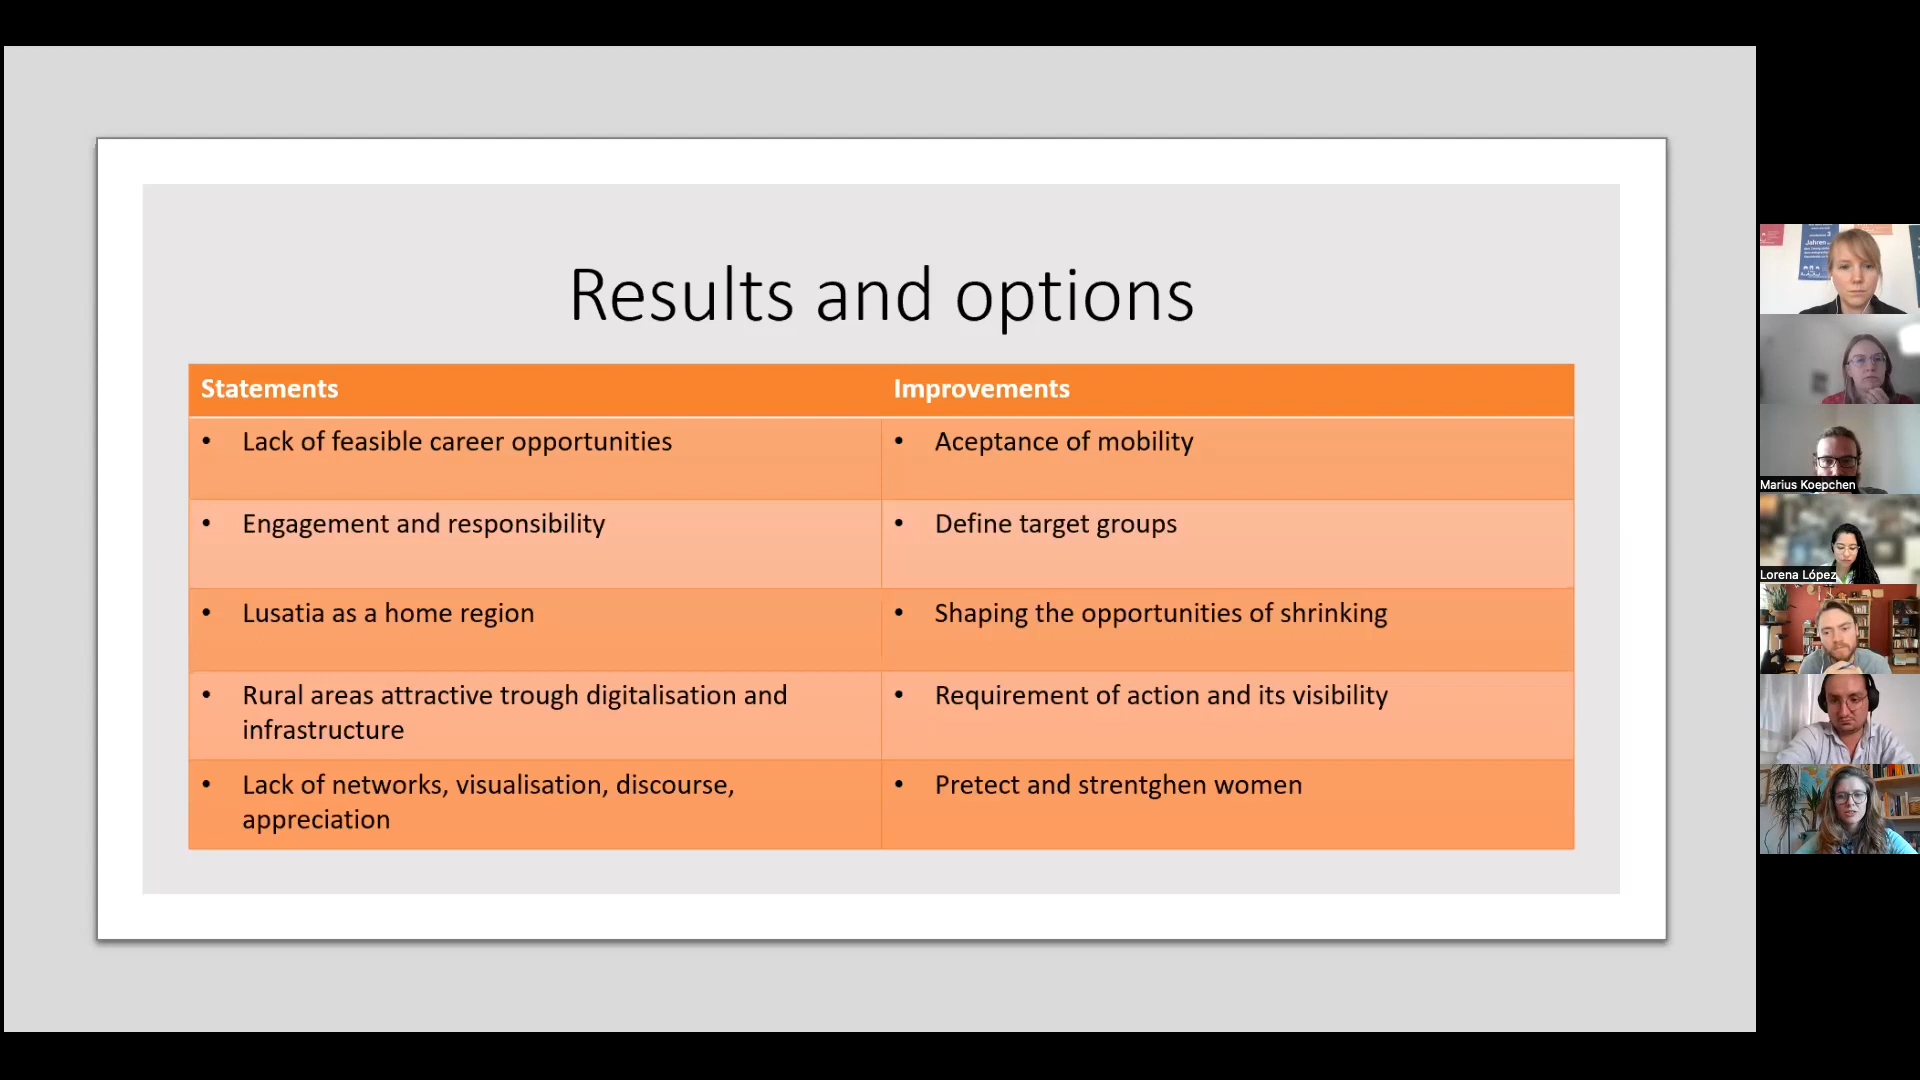 Results and options
Statements
Improvements
• Lack of feasible career opportunities
• Aceptance of mobility
• Engagement and responsibility
• Define target groups
• Lusatia as a home region
• Shaping the opportunities of shrinking
• Rural areas attractive trough digitalisation and
infrastructure
• Requirement of action and its visibility
• Lack of networks, visualisation, discourse,
appreciation
• Pretect and strentghen women
Jahren
Marius Koepchen
Lorena López